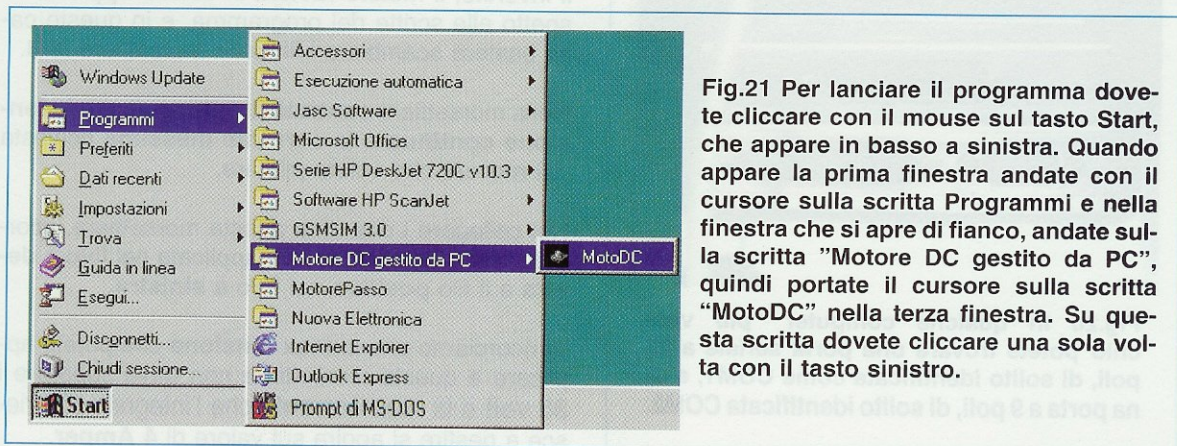 Windows Update
Programmi
Preferiti
Dati recenti
Impostazioni
Trova
Guida in linea
Esegui...
Disconnetti...
Chiudi sessione...
Start
Accessori
Esecuzione automatica
Jasc Software
Microsoft Office
Serie HP DeskJet 720C v10.3
Software HP ScanJet
GSMSIM 3.0
Motore DC gestito da PC
MotorePasso
Nuova Elettronica
Internet Explorer
Outlook Express
Prompt di MS-DOS
MotoDC
Fig.21 Per lanciare il programma dove-
te cliccare con il mouse sul tasto Start,
che appare in basso a sinistra. Quando
appare la prima finestra andate con il
cursore sulla scritta Programmi e nella
finestra che si apre di fianco, andate sul-
la scritta "Motore DC gestito da PC",
quindi portate il cursore sulla scritta
"MotoDC" nella terza finestra. Su que-
sta scritta dovete cliccare una sola vol-
ta con il tasto sinistro.